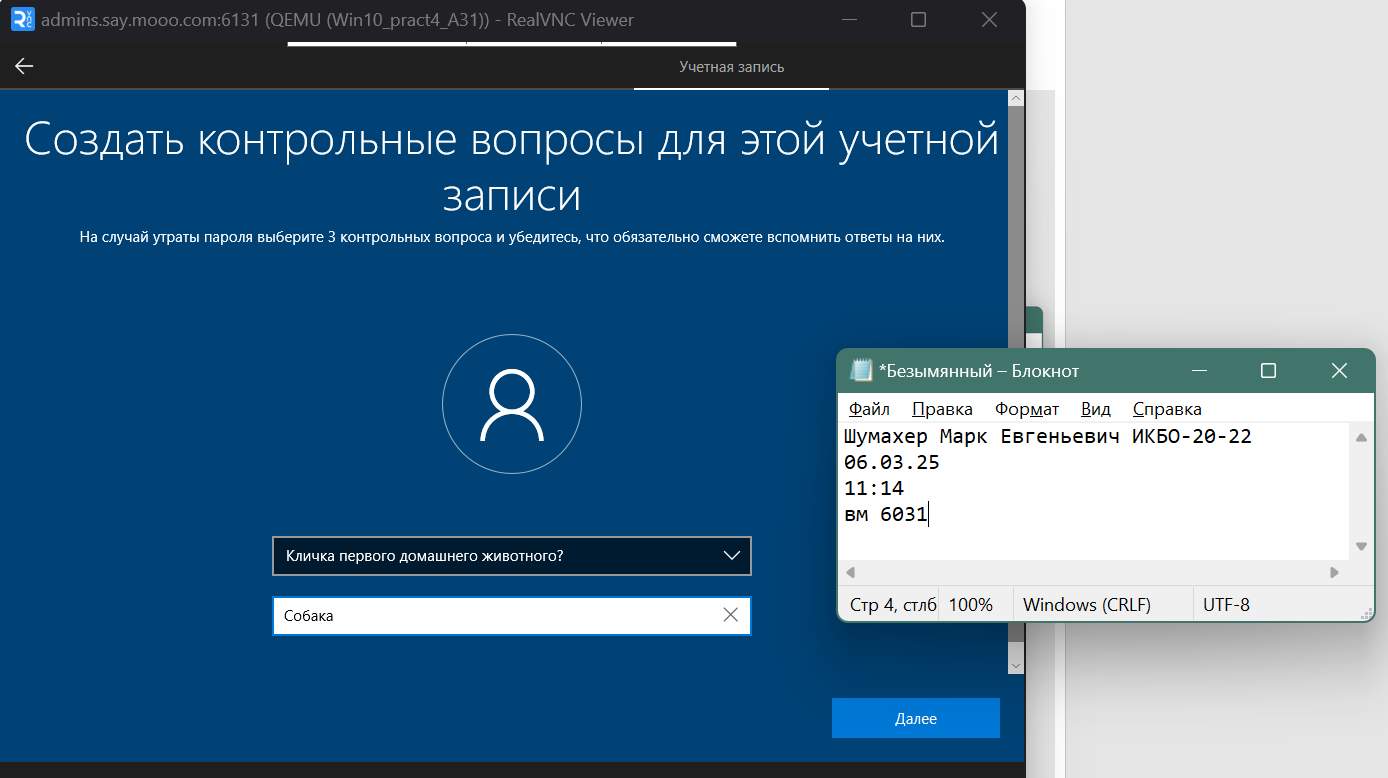 admins.say.mooo.com:6131 (QEMU (Win10_pract4_A31)) - RealVNC Viewer
Учетная запись
Создать контрольные вопросы для этой учетной
записи
На случай утраты пароля выберите 3 контрольных вопроса и убедитесь, что обязательно сможете вспомнить ответы на них.
Кличка первого домашнего животного?
Собака
Далее
*Безымянный – Блокнот
Файл Правка Формат Вид Справка
Шумахер Марк Евгеньевич ИКБО-20-22
06.03.25
11:14
вм 6031
Стр 4, стлб 100% Windows (CRLF) UTF-8